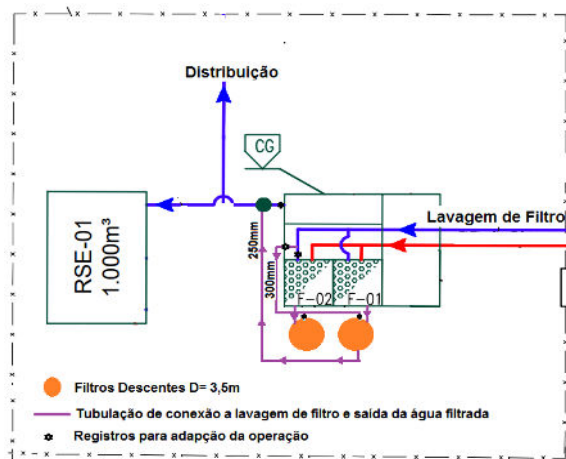 Distribuição
CG
Lavagem de Filtro
RSE-01
1.000m³
250mm
300mm
F-02
F-01
Filtros Descentes D= 3,5m
Tubulação de conexão a lavagem de filtro e saída da água filtrada
Registros para adapção da operação